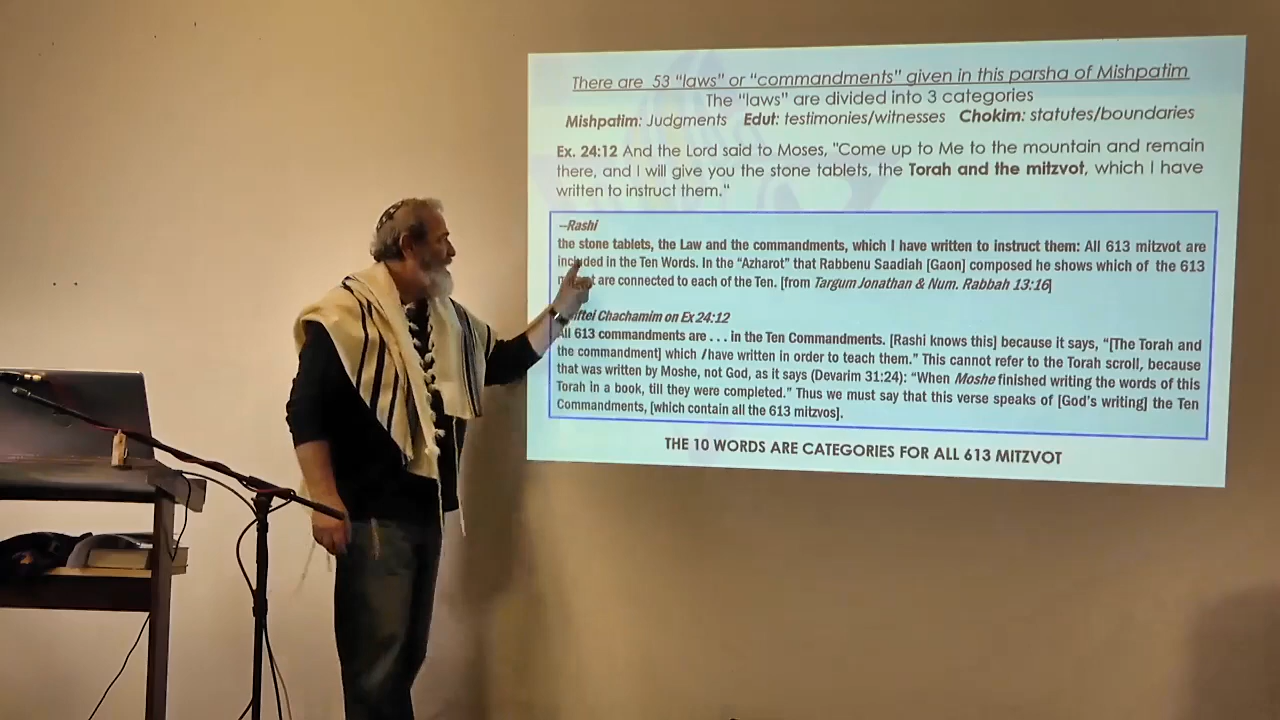 There are 53 “laws” or “commandments” given in this parsha of Mishpatim
The “laws” are divided into 3 categories
Mishpatim: Judgments Edut: testimonies/witnesses Chokim: statutes/boundaries
Ex. 24:12 And the Lord said to Moses, "Come up to Me to the mountain and remain
there, and I will give you the stone tablets, the Torah and the mitzvot, which I have
written to instruct them."
--Rashi
the stone tablets, the Law and the commandments, which I have written to instruct them: All 613 mitzvot are
included in the Ten Words. In the “Azharot” that Rabbenu Saadiah [Gaon] composed he shows which of the 613
are connected to each of the Ten. [from Targum Jonathan & Num. Rabbah 13:16]
Chachamim on Ex 24:12
All 613 commandments are . . . in the Ten Commandments. [Rashi knows this] because it says, “[The Torah and
the commandment] which I have written in order to teach them.” This cannot refer to the Torah scroll, because
that was written by Moshe, not God, as it says (Devarim 31:24): “When Moshe finished writing the words of this
Torah in a book, till they were completed.” Thus we must say that this verse speaks of [God’s writing] the Ten
Commandments, [which contain all the 613 mitzvos].
THE 10 WORDS ARE CATEGORIES FOR ALL 613 MITZVOT